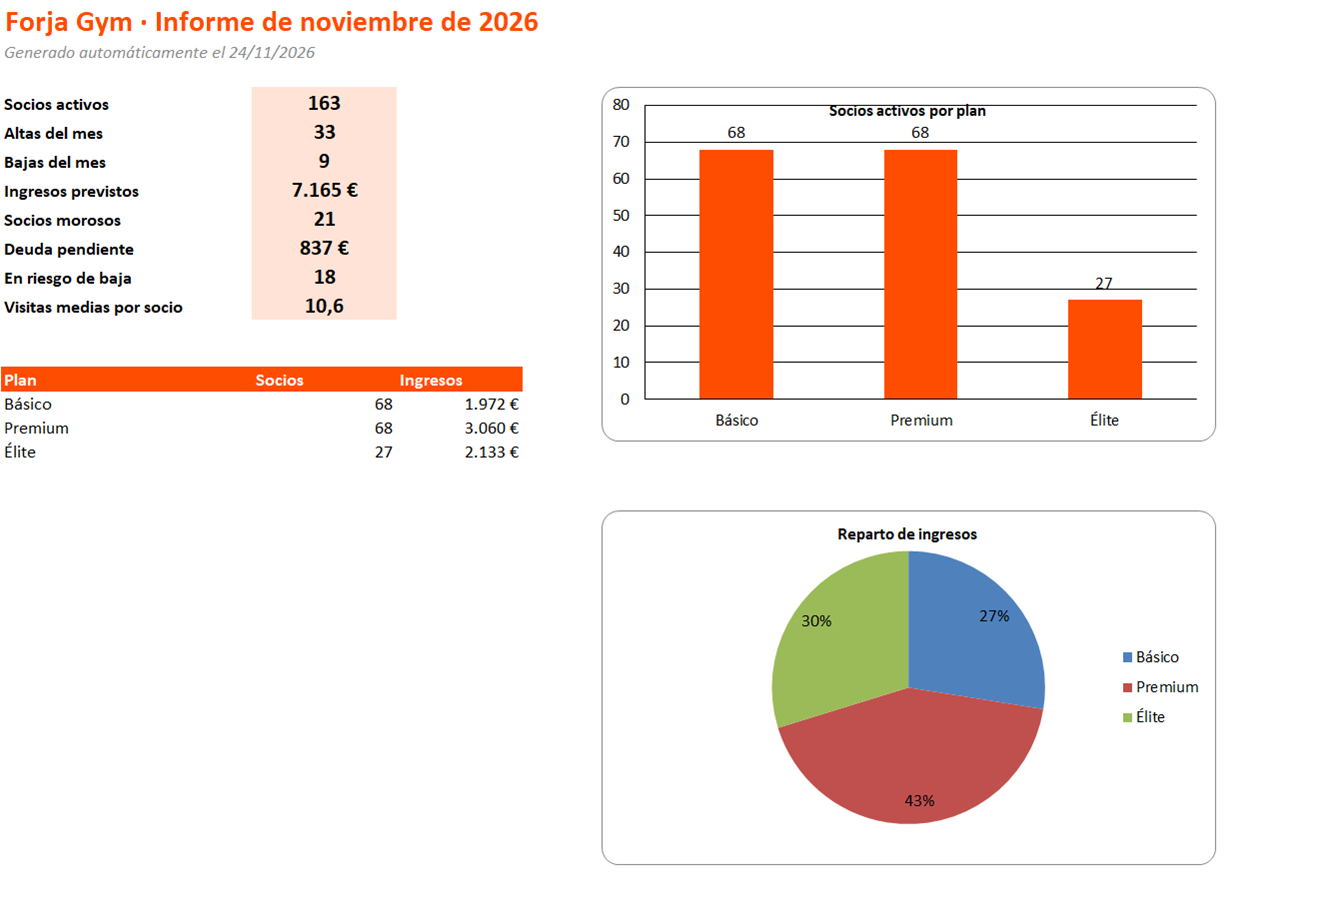 Forja Gym · Informe de noviembre de 2026
Generado automáticamente el 24/11/2026
Socios activos 163
Altas del mes 33
Bajas del mes 9
Ingresos previstos 7.165 €
Socios morosos 21
Deuda pendiente 837 €
En riesgo de baja 18
Visitas medias por socio 10,6
Plan Socios Ingresos
Básico 68 1.972 €
Premium 68 3.060 €
Élite 27 2.133 €
Socios activos por plan
80
70
60
50
40
30
20
10
0
68 68 27
Básico Premium Élite
Reparto de ingresos
30% 27%
43%
Básico
Premium
Élite